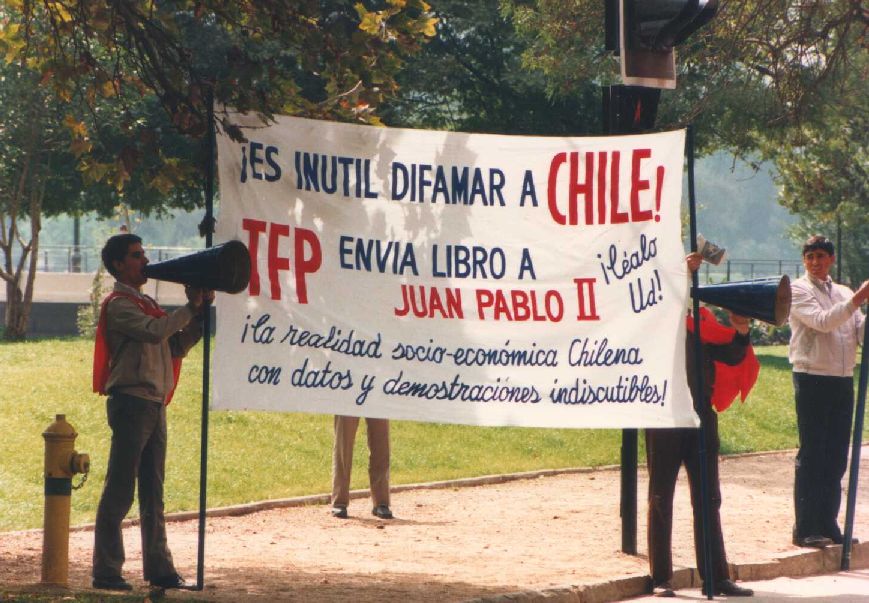 ¡ES INUTIL DIFAMAR A CHILE!
TFP ENVIA LIBRO A
JUAN PABLO II
¡Léalo
Ud!
¡la realidad socio-económica Chilena
con datos y demostraciones indiscutibles!